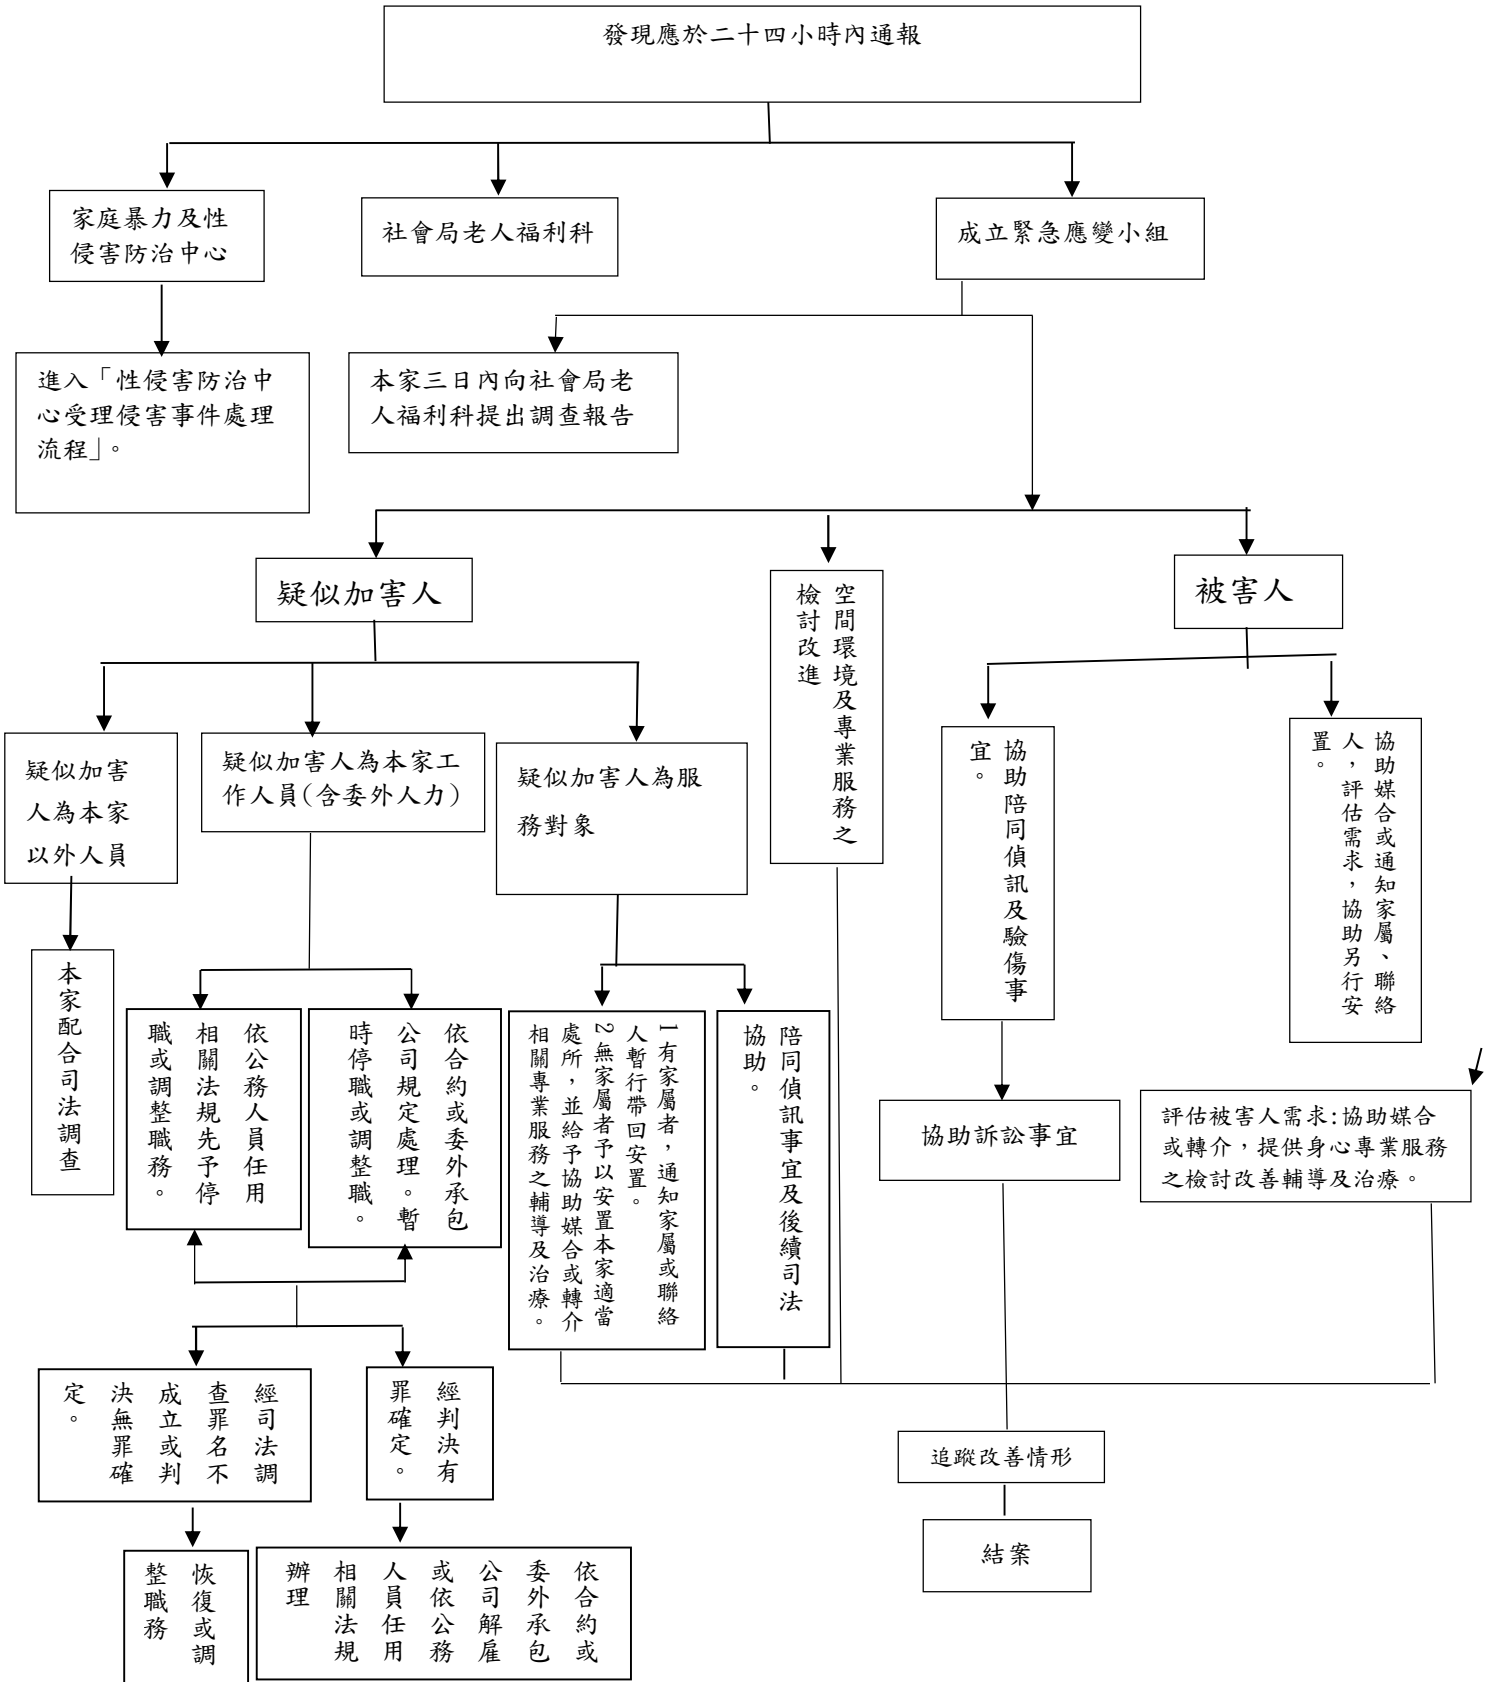 發現應於二十四小時內通報
家庭暴力及性
侵害防治中心
社會局老人福利科
成立緊急應變小組
進入「性侵害防治中
心受理侵害事件處理
流程」。
本家三日內向社會局老
人福利科提出調查報告
疑似加害人
空間環境及專業服務之
檢討改進
被害人
疑似加害
人為本家
以外人員
疑似加害人為本家工
作人員(含委外人力)
疑似加害人為服
務對象
協助陪同偵訊及驗傷事
宜。
協助媒合或通知家屬、聯絡
人，評估需求，協助另行安
置。
本家配合司法調查
依公務人員任用
相關法規先予停
職或調整職務。
依合約或委外承包
公司規定處理。暫
時停職或調整職。
1 有家屬者，通知家屬或聯絡
人暫行帶回安置。
2 無家屬者予以安置本家適當
處所，並給予協助媒合或轉介
相關專業服務之輔導及治療。
陪同偵訊事宜及後續司法
協助。
協助訴訟事宜
評估被害人需求:協助媒合
或轉介，提供身心專業服務
之檢討改善輔導及治療。
經司法調
查罪名不
成立或判
決無罪確
定。
經判決有
罪確定。
追蹤改善情形
結案
恢復或調
整職務
依合約或
委外承包
公司解雇
或依公務
人員任用
相關法規
辦理